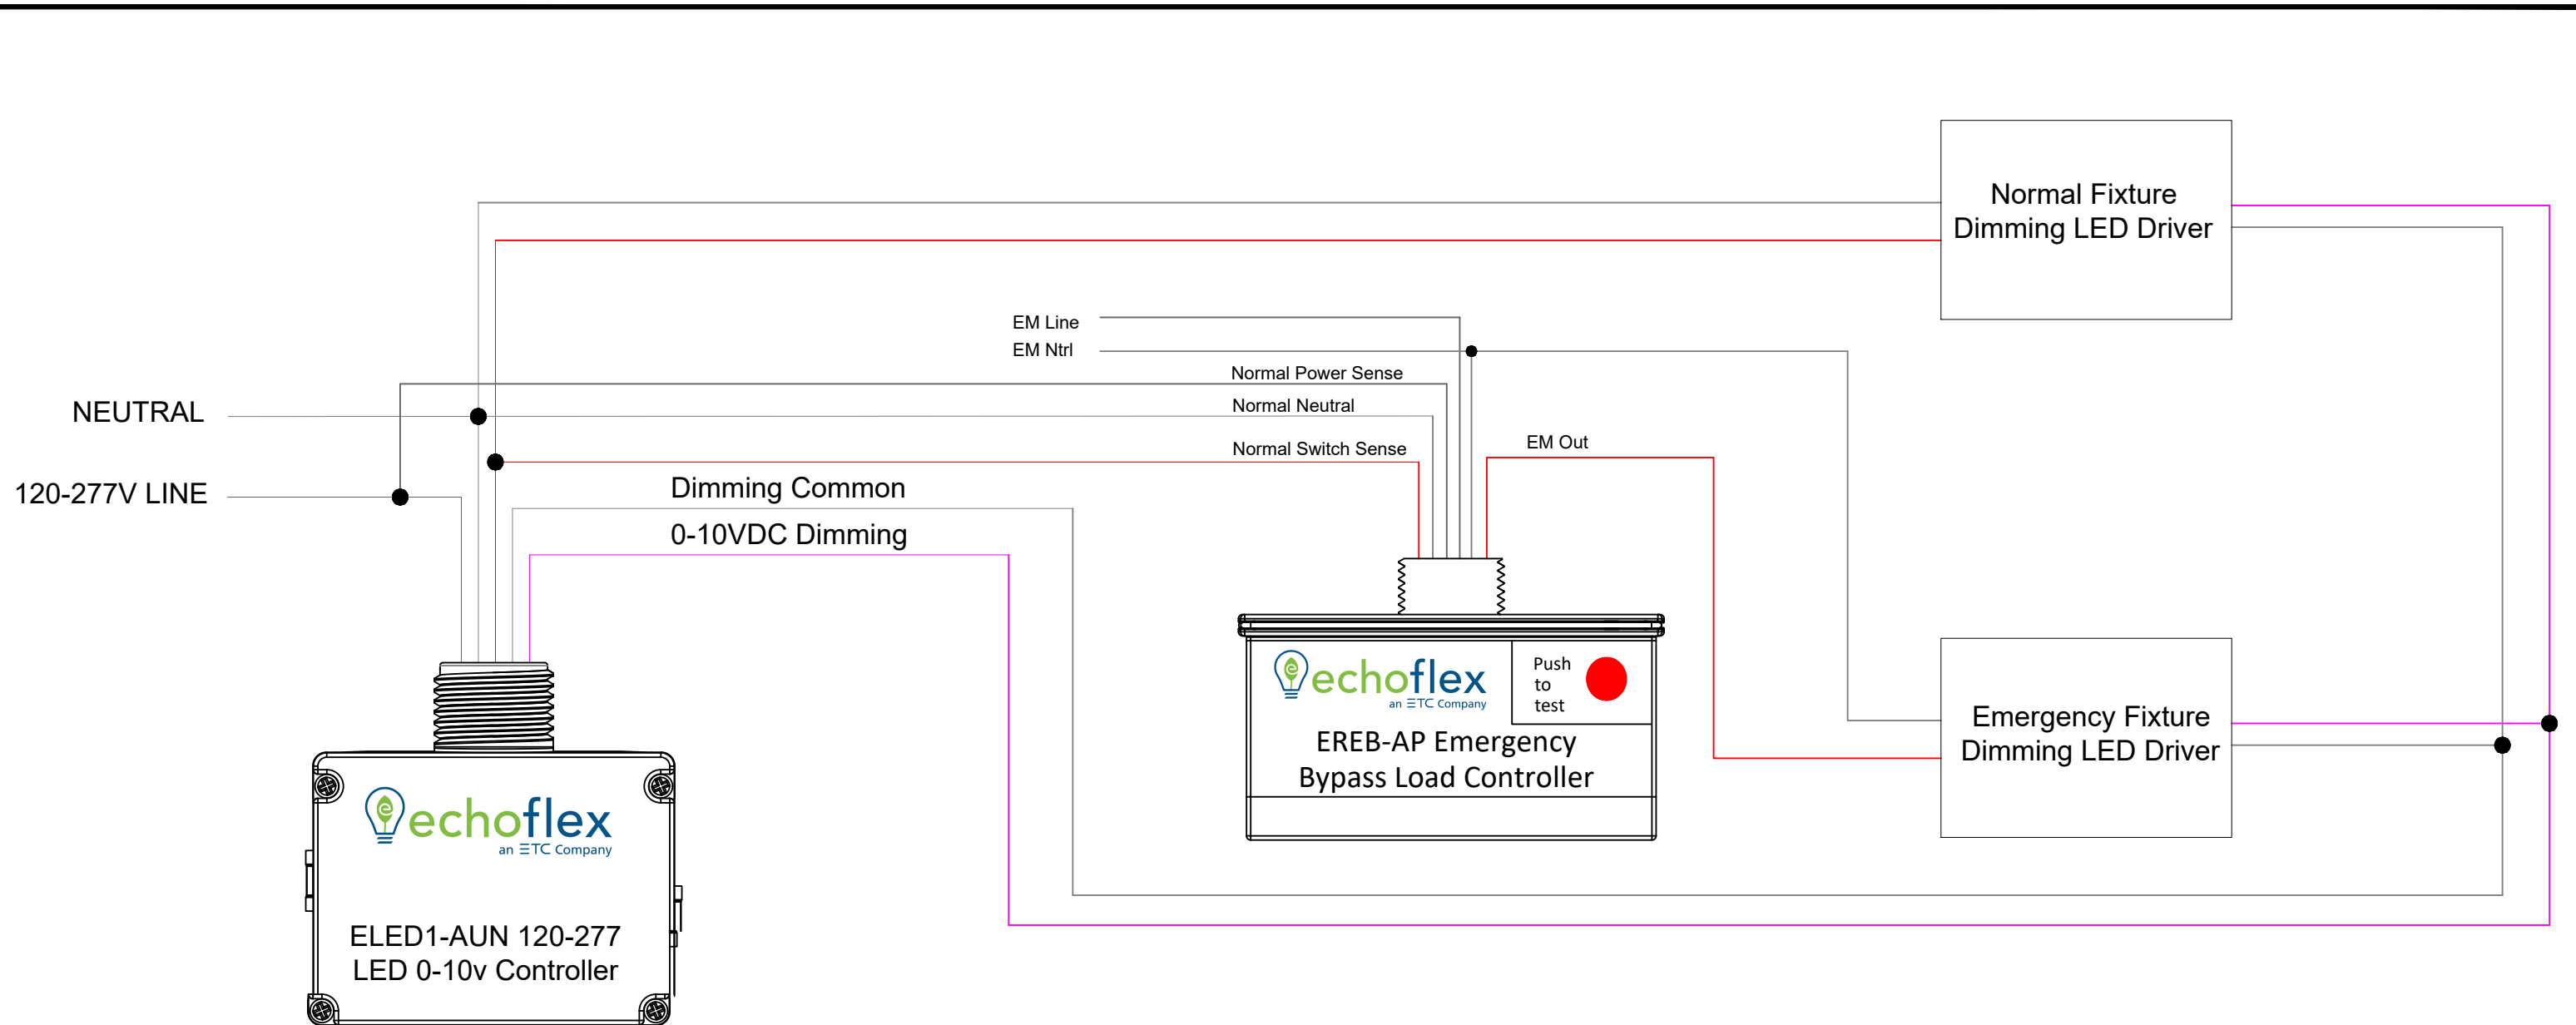 Normal Fixture
Dimming LED Driver
EM Line
EM Ntrl
Normal Power Sense
NEUTRAL
Normal Neutral
Normal Switch Sense
EM Out
120-277V LINE
Dimming Common
0-10VDC Dimming
echoflex
an ETC Company
Push
to
test
EREB-AP Emergency
Bypass Load Controller
Emergency Fixture
Dimming LED Driver
echoflex
an ETC Company
ELED1-AUN 120-277
LED 0-10v Controller